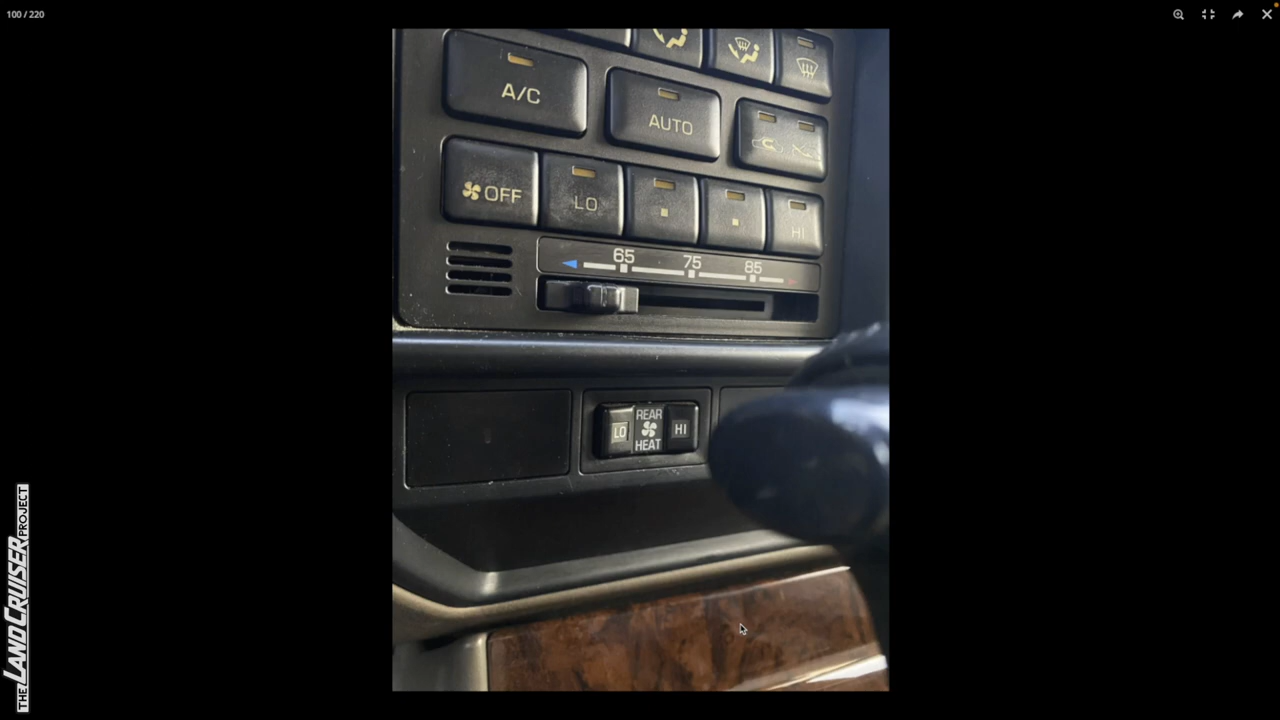 100 / 220
A/C
AUTO
OFF
LO
HI
65 75 85
REAR
LO HI
HEAT
THE LAND CRUISER PROJECT